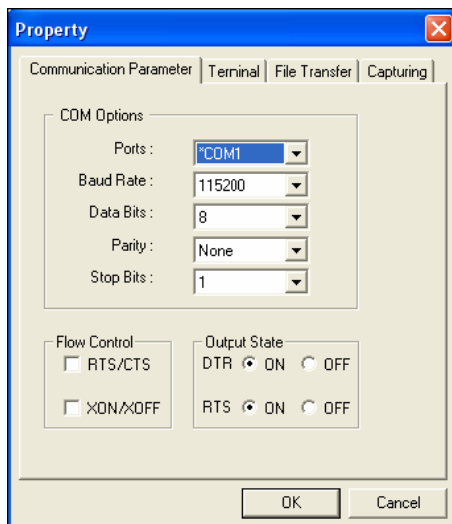 Property
Communication Parameter Terninal File Transfer Capturing
COM Options
Ports : *COM1
Baud Rate : 115200
Data Bits : 8
Parity : None
Stop Bits : 1
Flow Control Output State
RTS/CTS DTR ON OFF
XON/XOFF RTS ON OFF
OK Cancel